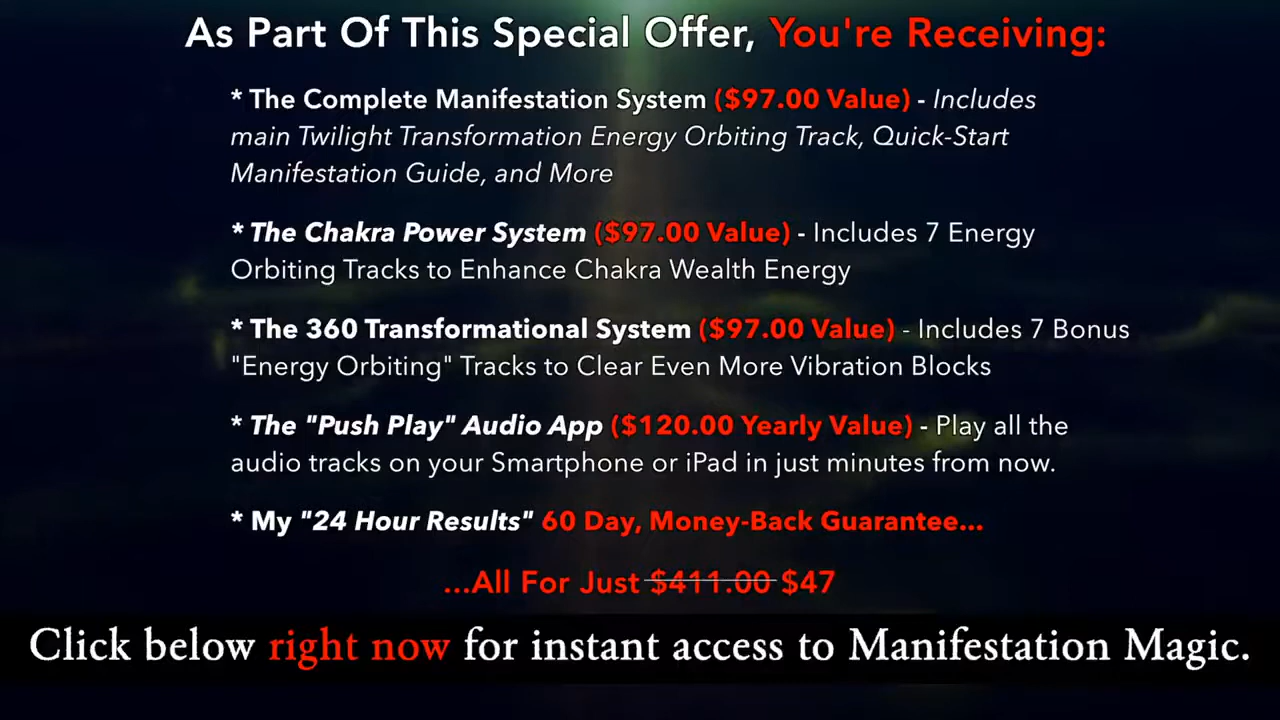 As Part Of This Special Offer, You're Receiving:
* The Complete Manifestation System ($97.00 Value) - Includes
main Twilight Transformation Energy Orbiting Track, Quick-Start
Manifestation Guide, and More
* The Chakra Power System ($97.00 Value) - Includes 7 Energy
Orbiting Tracks to Enhance Chakra Wealth Energy
* The 360 Transformational System ($97.00 Value) - Includes 7 Bonus
"Energy Orbiting" Tracks to Clear Even More Vibration Blocks
* The "Push Play" Audio App ($120.00 Yearly Value) - Play all the
audio tracks on your Smartphone or iPad in just minutes from now.
* My "24 Hour Results" 60 Day, Money-Back Guarantee...
...All For Just $411.00 $47
Click below right now for instant access to Manifestation Magic.